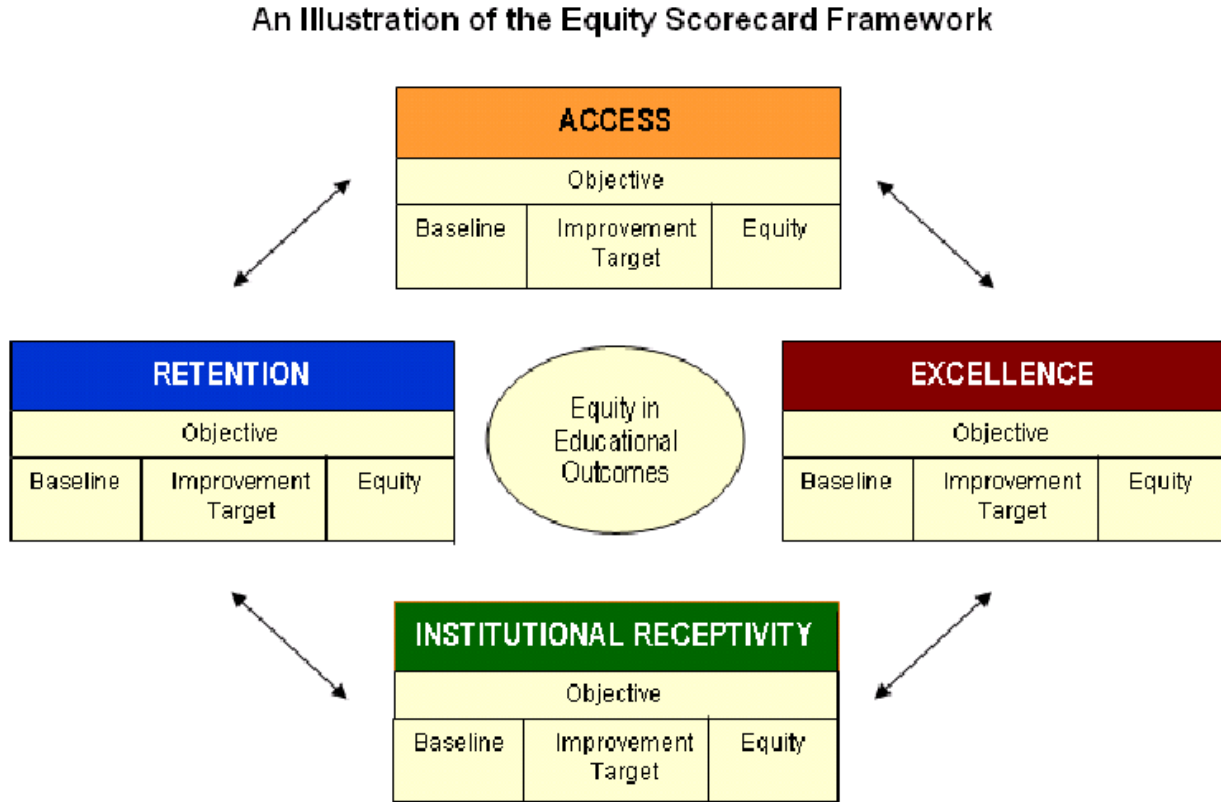 An Illustration of the Equity Scorecard Framework
ACCESS
Objective
Baseline
Improvement
Target
Equity
RETENTION
Objective
Baseline
Improvement
Target
Equity
Equity in
Educational
Outcomes
EXCELLENCE
Objective
Baseline
Improvement
Target
Equity
INSTITUTIONAL RECEPTIVITY
Objective
Baseline
Improvement
Target
Equity